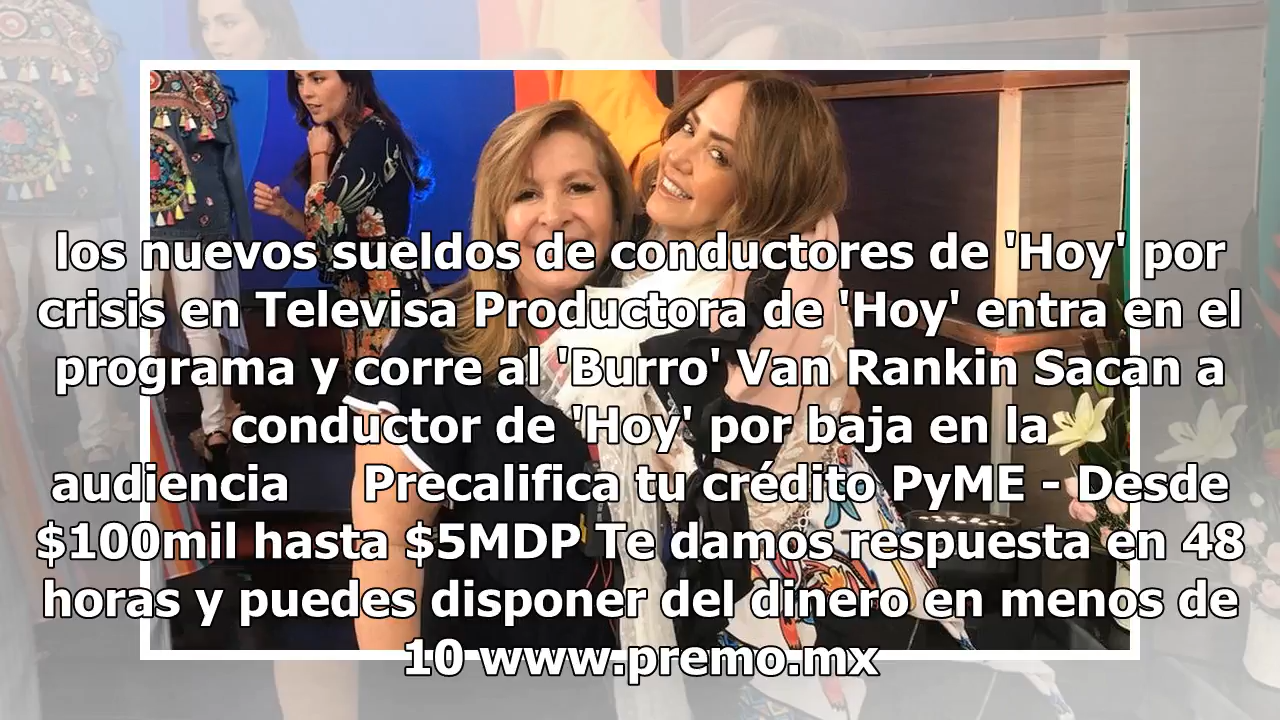 los nuevos sueldos de conductores de 'Hoy' por
crisis en Televisa Productora de 'Hoy' entra en el
programa y corre al 'Burro' Van Rankin Sacan a
conductor de 'Hoy' por baja en la
audiencia Precalifica tu crédito PyME - Desde
$100mil hasta $5MDP Te damos respuesta en 48
horas y puedes disponer del dinero en menos de
10 www.premo.mx